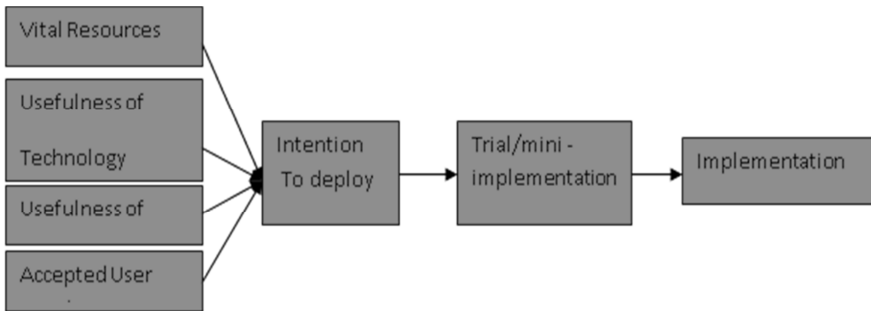 Vital Resources
Usefulness of
Technology
Usefulness of
Accepted User
Intention
To deploy
Trial/mini -
implementation
Implementation